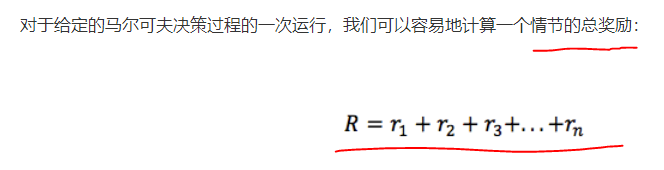 对于给定的马尔可夫决策过程的一次运行，我们可以容易地计算一个情节的总奖励：
R = r₁ + r₂ + r₃+...+rₙ